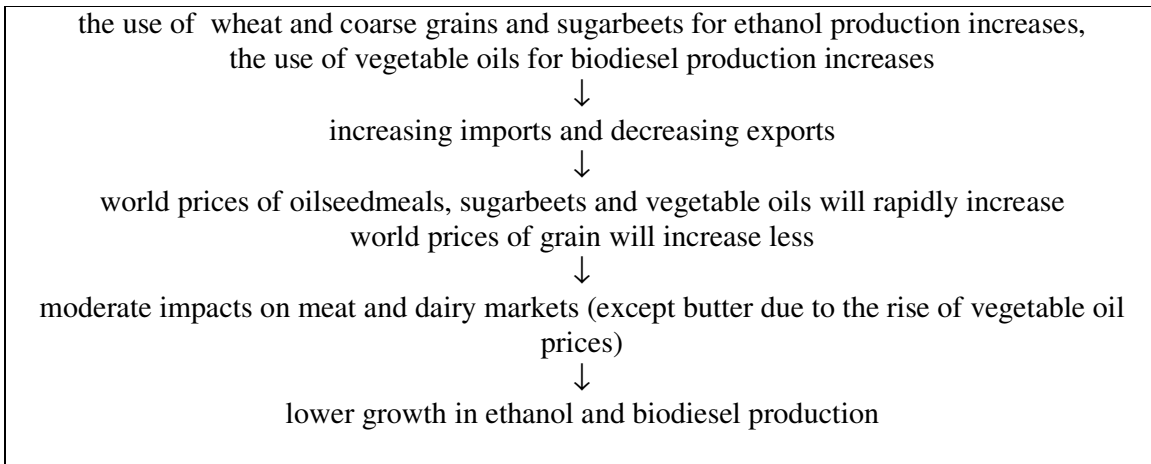 the use of  wheat and coarse grains and sugarbeets for ethanol production increases,
the use of vegetable oils for biodiesel production increases
↓
increasing imports and decreasing exports
↓
world prices of oilseedmeals, sugarbeets and vegetable oils will rapidly increase
world prices of grain will increase less
↓
moderate impacts on meat and dairy markets (except butter due to the rise of vegetable oil
prices)
↓
lower growth in ethanol and biodiesel production